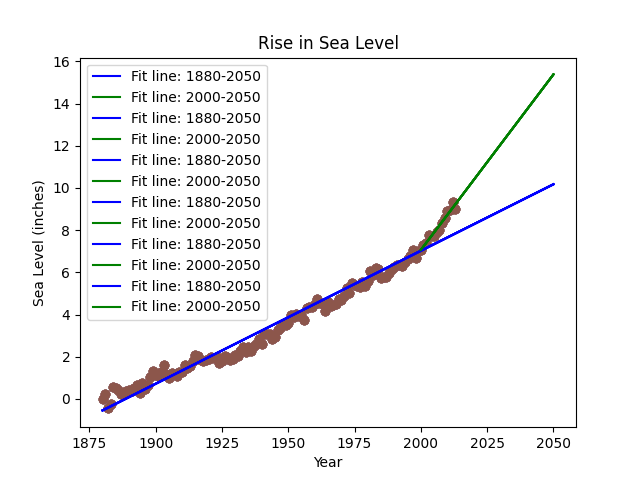 Rise in Sea Level
Fit line: 1880-2050
Fit line: 2000-2050
Fit line: 1880-2050
Fit line: 2000-2050
Fit line: 1880-2050
Fit line: 2000-2050
Fit line: 1880-2050
Fit line: 2000-2050
Fit line: 1880-2050
Fit line: 2000-2050
Fit line: 1880-2050
Fit line: 2000-2050
Sea Level (inches)
16
14
12
10
8
6
4
2
0
1875 1900 1925 1950 1975 2000 2025 2050
Year